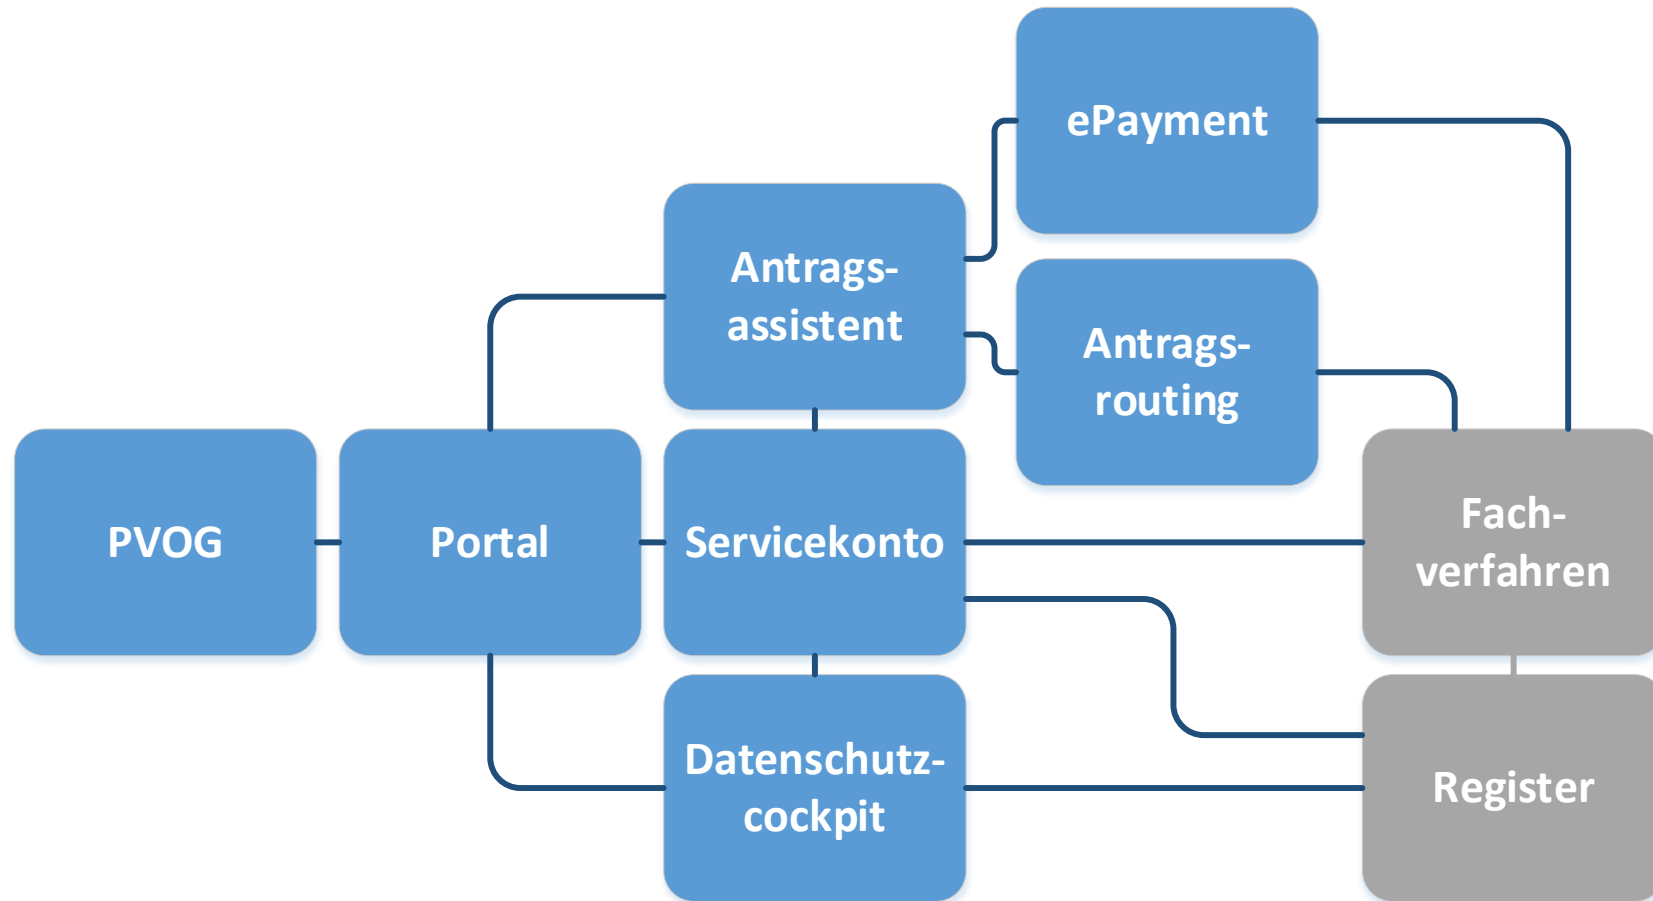 ePayment
Antrags-
assistent
Antrags-
routing
PVOG
Portal
Servicekonto
Fach-
verfahren
Datenschutz-
cockpit
Register